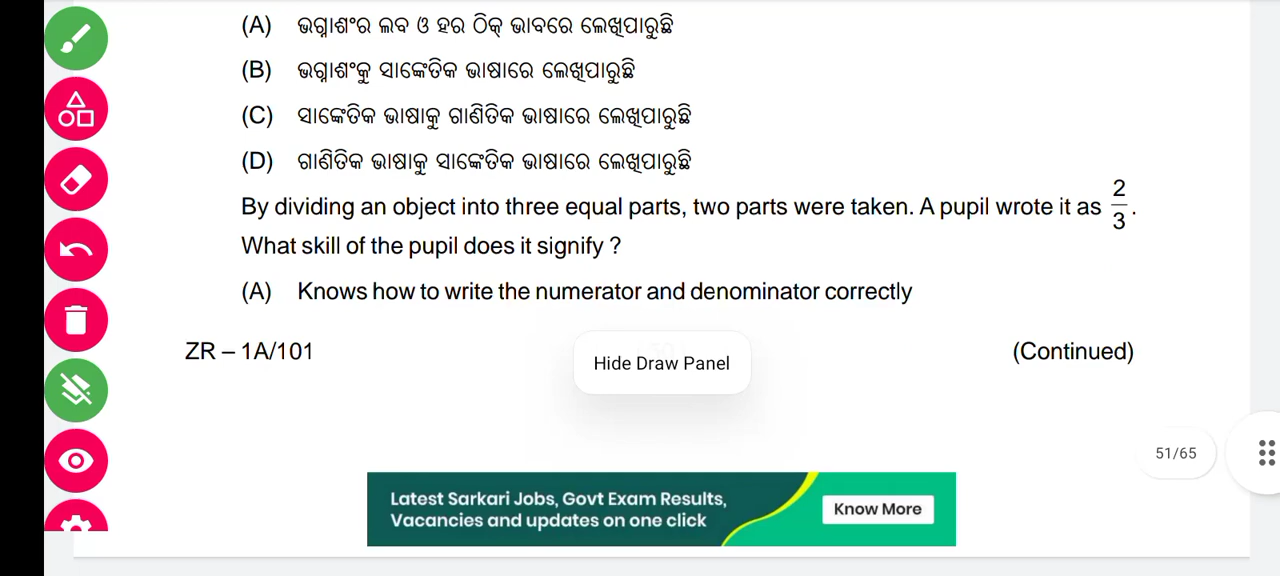 (A) ଭଗ୍ନାଶଂର ଲବ ଓ ହର ଠିକ୍ ଭାବରେ ଲେଖିପାରୁଛି
(B) ଭଗ୍ନାଶଂକୁ ସାଙ୍କେତିକ ଭାଷାରେ ଲେଖିପାରୁଛି
(C) ସାଙ୍କେତିକ ଭାଷାକୁ ଗାଣିତିକ ଭାଷାରେ ଲେଖିପାରୁଛି
(D) ଗାଣିତିକ ଭାଷାକୁ ସାଙ୍କେତିକ ଭାଷାରେ ଲେଖିପାରୁଛି
By dividing an object into three equal parts, two parts were taken. A pupil wrote it as 2/3.
What skill of the pupil does it signify ?
(A) Knows how to write the numerator and denominator correctly
ZR – 1A/101 (Continued)
Hide Draw Panel
51/65
Latest Sarkari Jobs, Govt Exam Results,
Vacancies and updates on one click
Know More